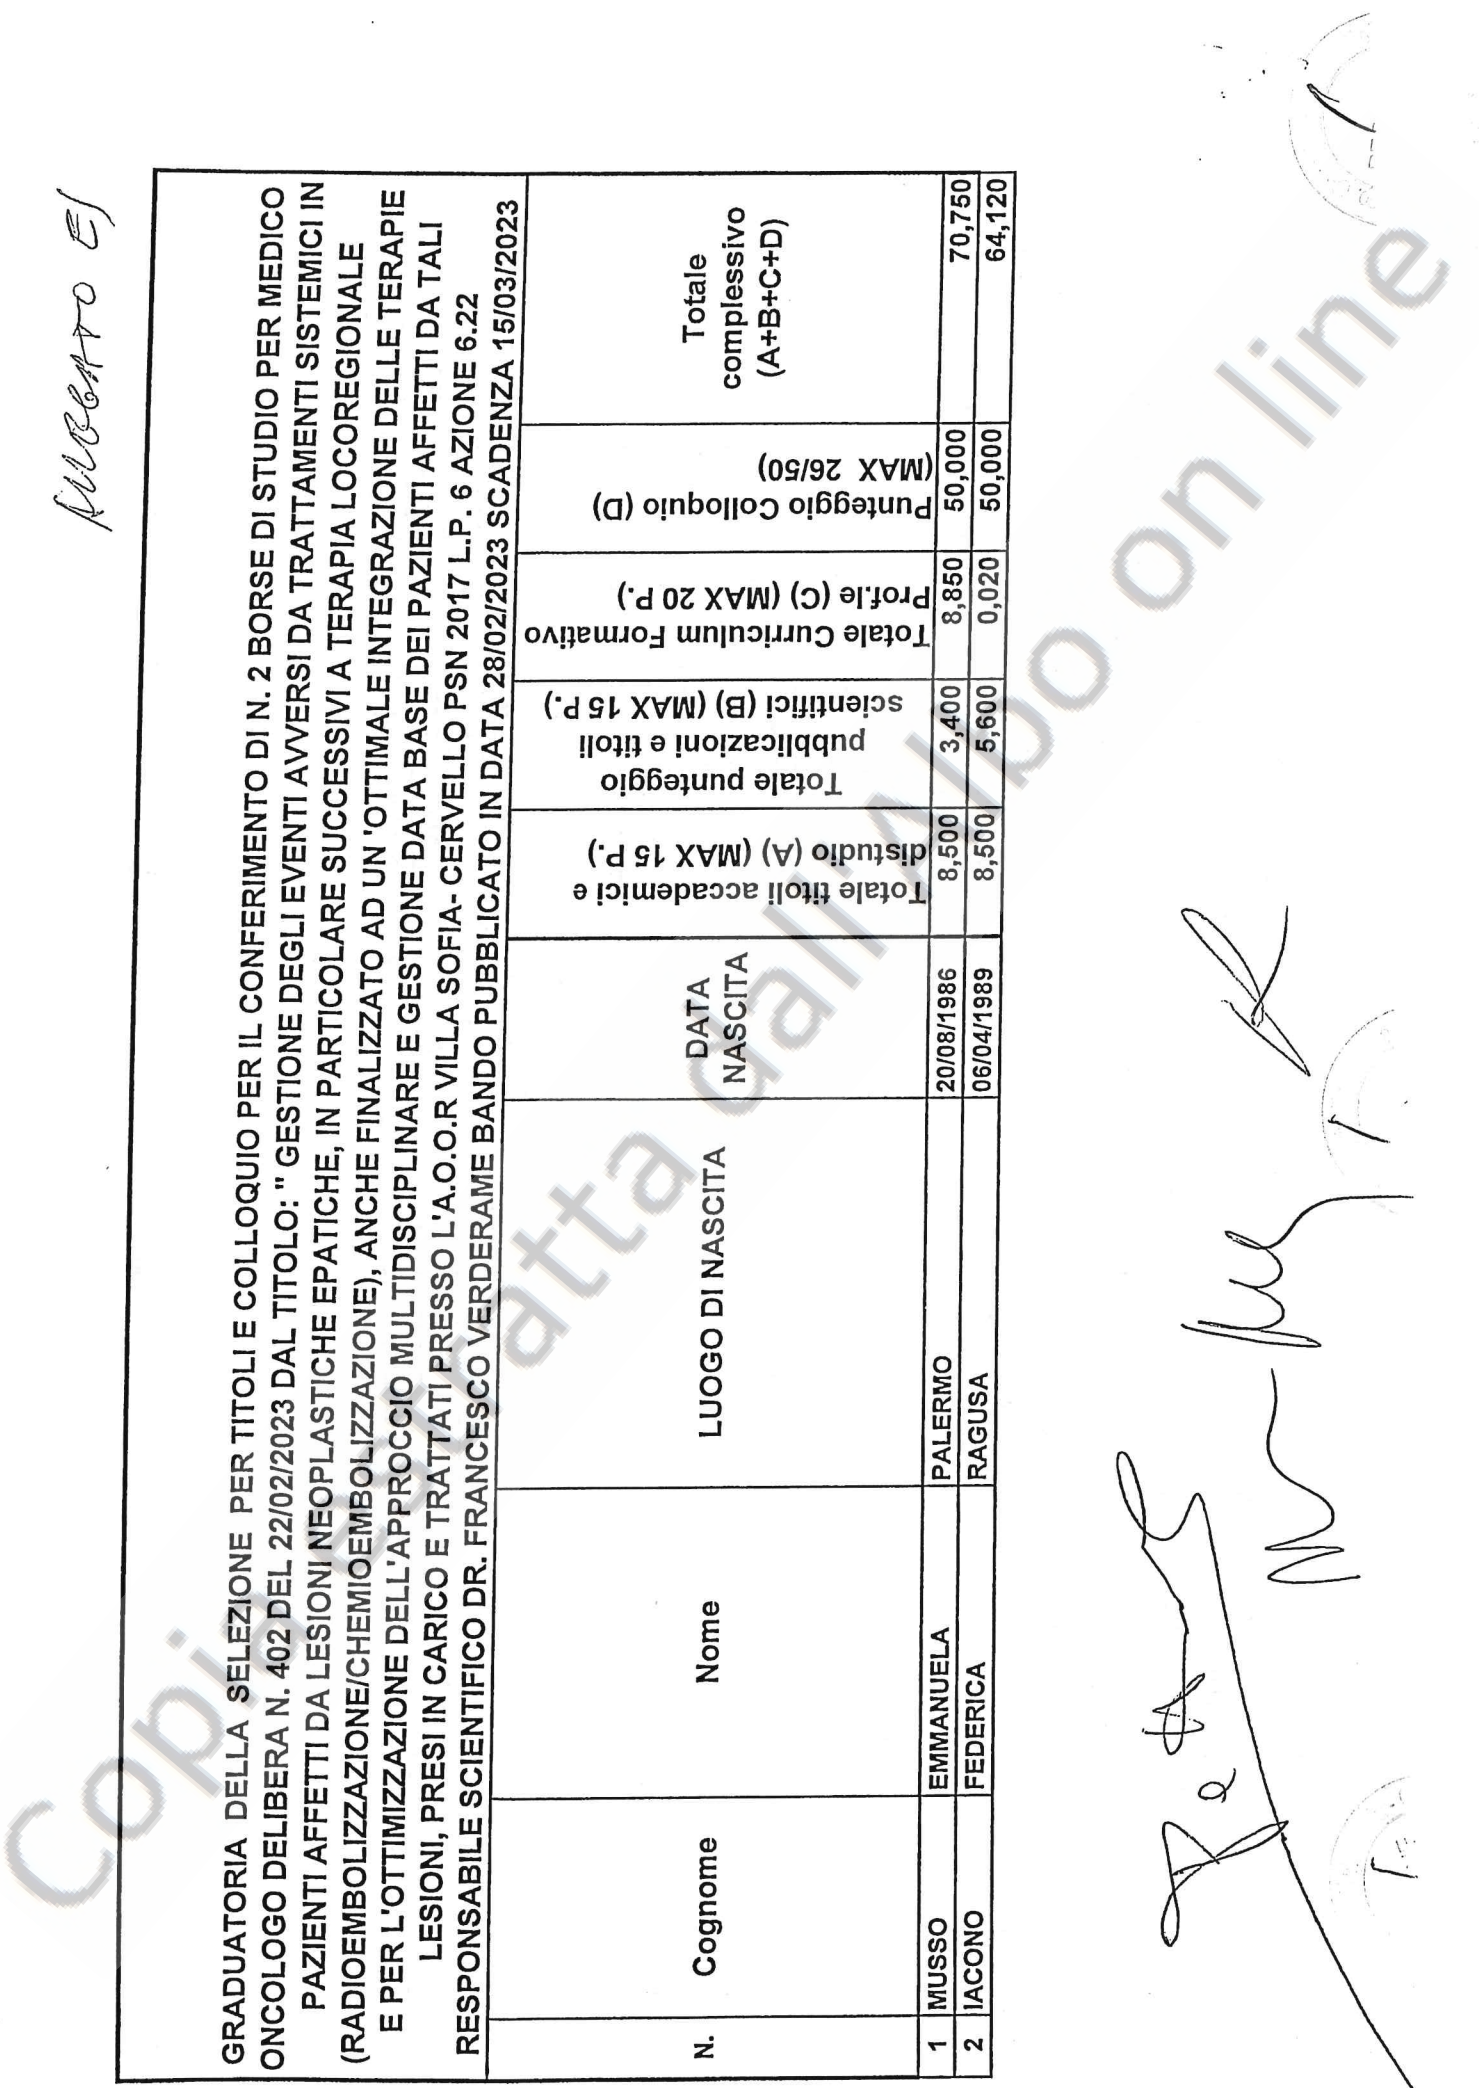 GRADUATORIA DELLA SELEZIONE PER TITOLI E COLLOQUIO PER IL CONFERIMENTO DI N. 2 BORSE DI STUDIO PER MEDICO
ONCOLOGO DELIBERA N. 402 DEL 22/02/2023 DAL TITOLO: " GESTIONE DEGLI EVENTI AVVERSI DA TRATTAMENTI SISTEMICI IN
PAZIENTI AFFETTI DA LESIONI NEOPLASTICHE EPATICHE, IN PARTICOLARE SUCCESSIVI A TERAPIA LOCOREGIONALE
(RADIOEMBOLIZZAZIONE/CHEMIOEMBOLIZZAZIONE), ANCHE FINALIZZATO AD UN 'OTTIMALE INTEGRAZIONE DELLE TERAPIE
E PER L'OTTIMIZZAZIONE DELL'APPROCCIO MULTIDISCIPLINARE E GESTIONE DATA BASE DEI PAZIENTI AFFETTI DA TALI
LESIONI, PRESI IN CARICO E TRATTATI PRESSO L'A.O.O.R VILLA SOFIA- CERVELLO PSN 2017 L.P. 6 AZIONE 6.22
RESPONSABILE SCIENTIFICO DR. FRANCESCO VERDERAME BANDO PUBBLICATO IN DATA 28/02/2023 SCADENZA 15/03/2023
N.
Cognome
Nome
LUOGO DI NASCITA
DATA
NASCITA
Totale titoli accademici e
distudio (A) (MAX 15 P.)
Totale punteggio
pubblicazioni e titoli
scientifici (B) (MAX 15 P.)
Totale Curriculum Formativo
Prof.le (C) (MAX 20 P.)
Punteggio Colloquio (D)
(MAX 26/50)
Totale
complessivo
(A+B+C+D)
1 MUSSO EMMANUELA PALERMO 20/08/1986 8,500 3,400 8,850 50,000 70,750
2 IACONO FEDERICA RAGUSA 06/04/1989 8,500 5,600 0,020 50,000 64,120
Copia estratta dall'Albo on line